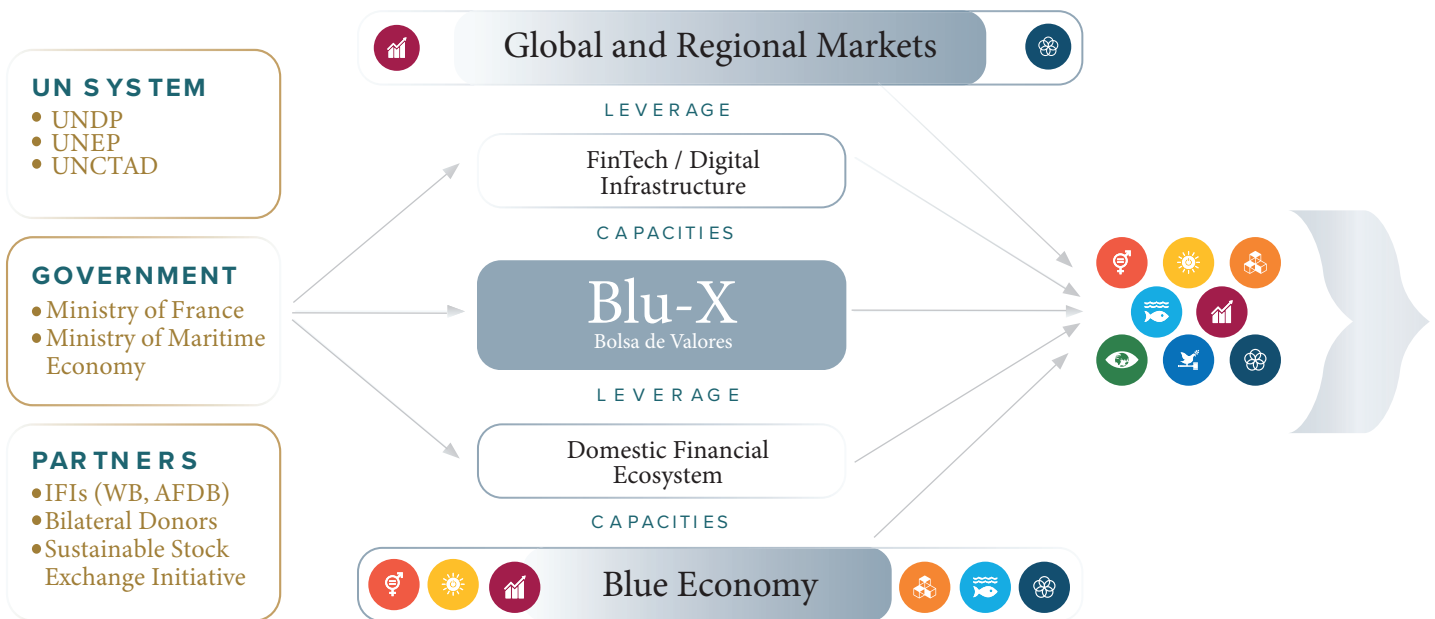 UN SYSTEM
• UNDP
• UNEP
• UNCTAD
GOVERNMENT
• Ministry of France
• Ministry of Maritime
Economy
PARTNERS
• IFIs (WB, AFDB)
• Bilateral Donors
• Sustainable Stock
Exchange Initiative
Global and Regional Markets
LEVERAGE
FinTech / Digital
Infrastructure
CAPACITIES
Blu-X
Bolsa de Valores
LEVERAGE
Domestic Financial
Ecosystem
CAPACITIES
Blue Economy